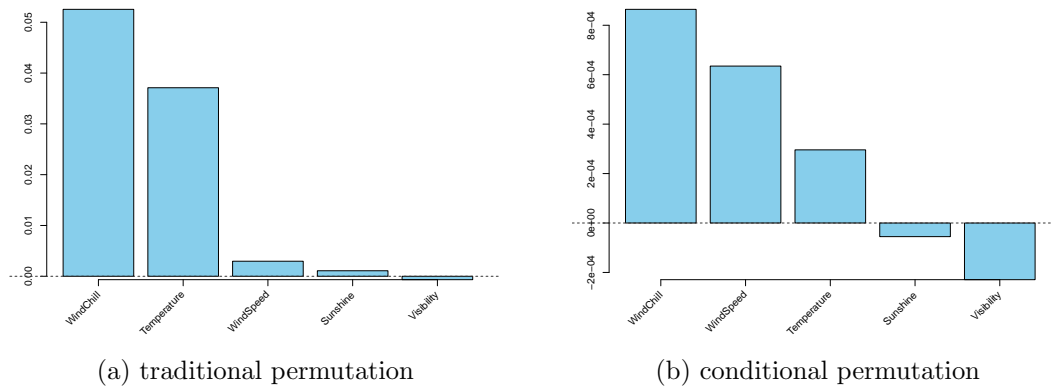 0.05
0.04
0.03
0.02
0.01
0.00
WindChill
Temperature
WindSpeed
Sunshine
Visibility
(a) traditional permutation
8e−04
6e−04
4e−04
2e−04
0e+00
−2e−04
WindChill
WindSpeed
Temperature
Sunshine
Visibility
(b) conditional permutation